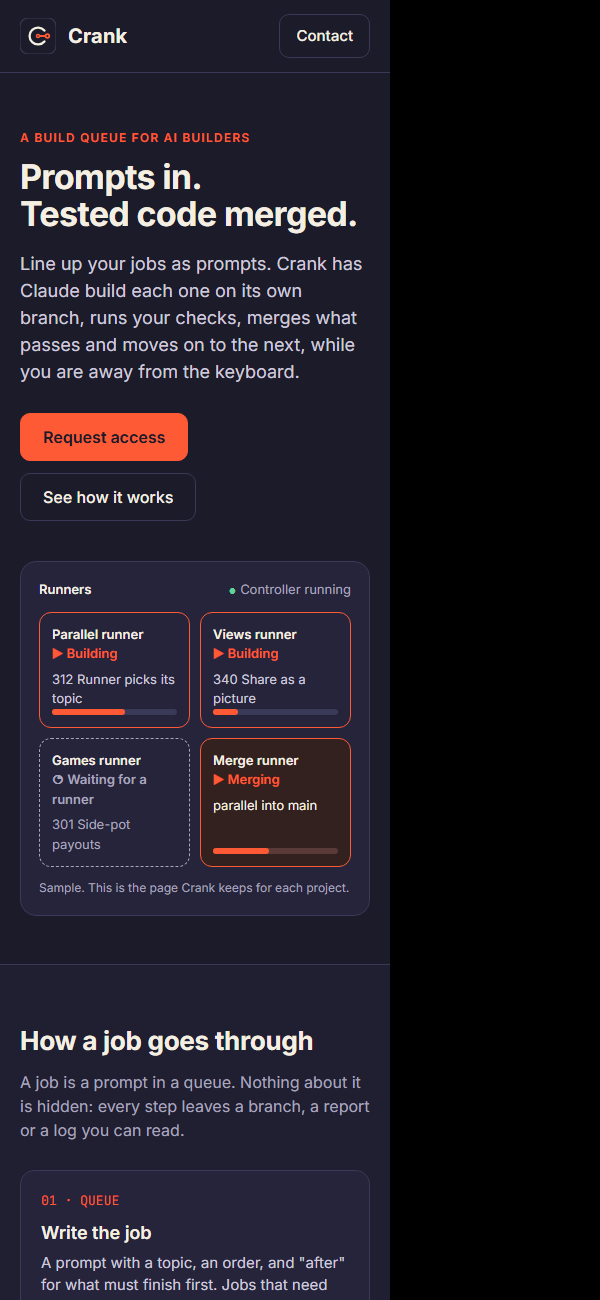 Crank
Contact
A BUILD QUEUE FOR AI BUILDERS
Prompts in.
Tested code merged.
Line up your jobs as prompts. Crank has
Claude build each one on its own
branch, runs your checks, merges what
passes and moves on to the next, while
you are away from the keyboard.
Request access
See how it works
Runners
● Controller running
Parallel runner
▶ Building
312 Runner picks its
topic
Views runner
▶ Building
340 Share as a
picture
Games runner
◔ Waiting for a
runner
301 Side-pot
payouts
Merge runner
▶ Merging
parallel into main
Sample. This is the page Crank keeps for each project.
How a job goes through
A job is a prompt in a queue. Nothing about it
is hidden: every step leaves a branch, a report
or a log you can read.
01 · QUEUE
Write the job
A prompt with a topic, an order, and "after"
for what must finish first. Jobs that need